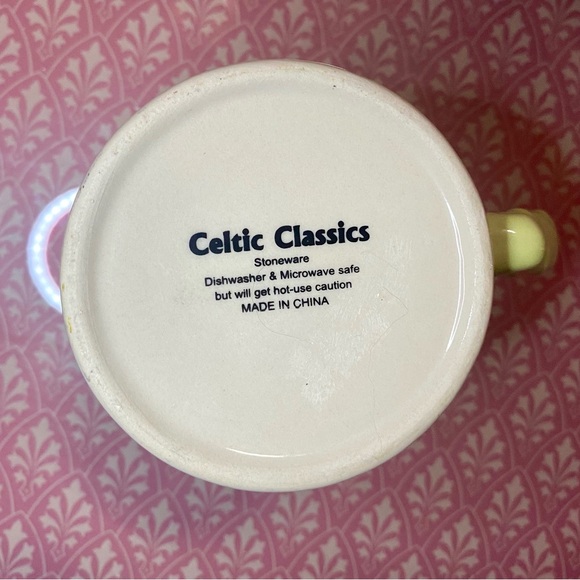 Celtic Classics
Stoneware
Dishwasher & Microwave safe
but will get hot-use caution
MADE IN CHINA